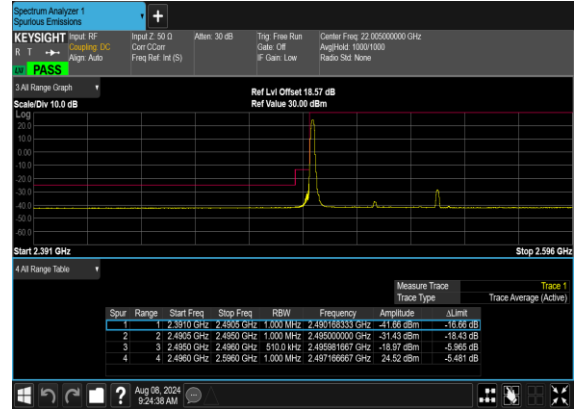 Spectrum Analyzer 1
Spurious Emissions
+
KEYSIGHT Input: RF Input Z: 50 Ω Atten: 30 dB Trig: Free Run Center Freq: 22.005000000 GHz
R T Coupling: DC Corr CCorr Gate: Off Avg|Hold: 1000/1000
Align: Auto Freq Ref: Int (S) IF Gain: Low Radio Std: None
PASS
3 All Range Graph
Ref Lvl Offset 18.57 dB
Scale/Div 10.0 dB Ref Value 30.00 dBm
Log
20.0
10.0
0.00
-10.0
-20.0
-30.0
-40.0
-50.0
-60.0
Start 2.391 GHz Stop 2.596 GHz
4 All Range Table
Measure Trace Trace 1
Trace Type Trace Average (Active)
Spur Range Start Freq Stop Freq RBW Frequency Amplitude ΔLimit
1 1 2.3910 GHz 2.4905 GHz 1.000 MHz 2.490168333 GHz -41.66 dBm -16.66 dB
2 2 2.4905 GHz 2.4950 GHz 1.000 MHz 2.495000000 GHz -31.43 dBm -18.43 dB
3 3 2.4950 GHz 2.4960 GHz 510.0 kHz 2.495981667 GHz -18.97 dBm -5.965 dB
4 4 2.4960 GHz 2.5960 GHz 1.000 MHz 2.497166667 GHz 24.52 dBm -5.481 dB
? Aug 08, 2024
9:24:38 AM